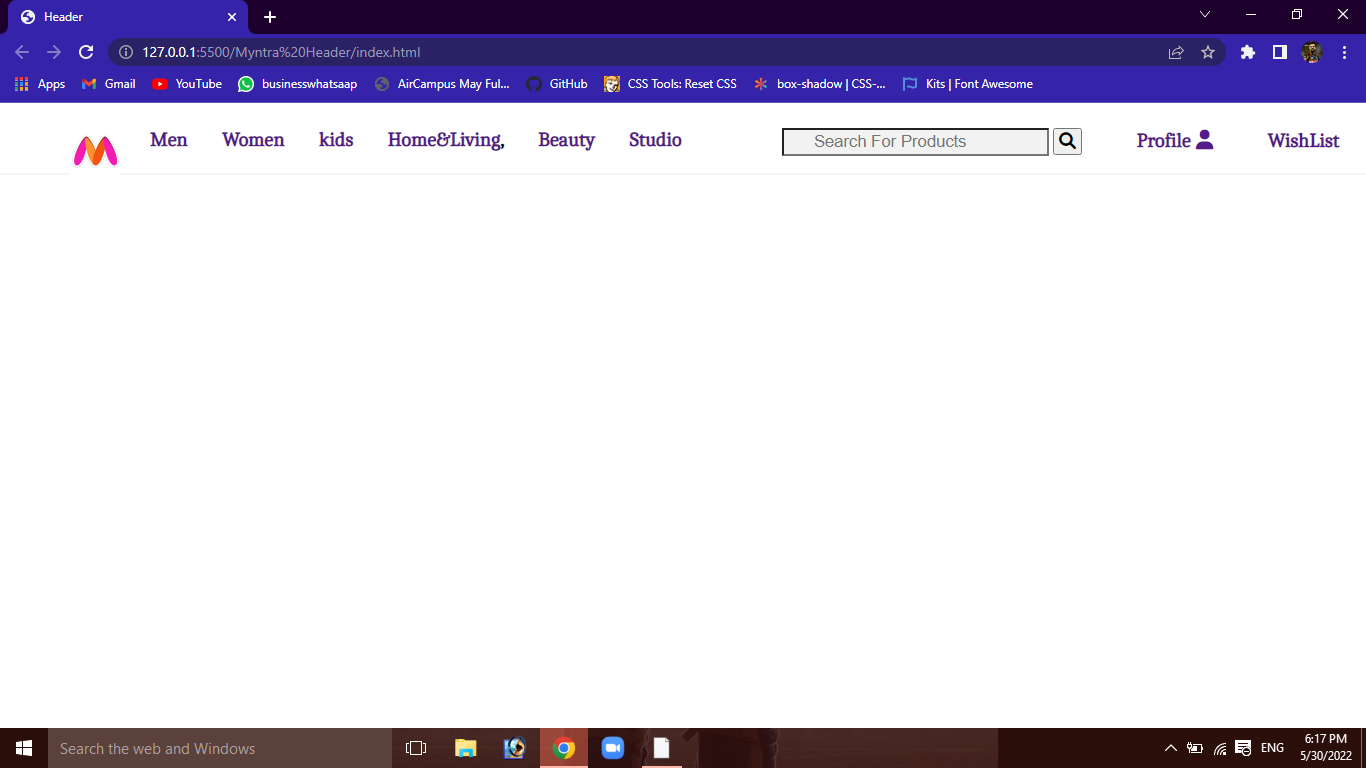 Header
127.0.0.1:5500/Myntra%20Header/index.html
Apps Gmail YouTube businesswhatsaap AirCampus May Ful... GitHub CSS Tools: Reset CSS box-shadow | CSS-... Kits | Font Awesome
Men Women kids Home&Living, Beauty Studio Search For Products Profile WishList
Search the web and Windows ENG 6:17 PM
5/30/2022